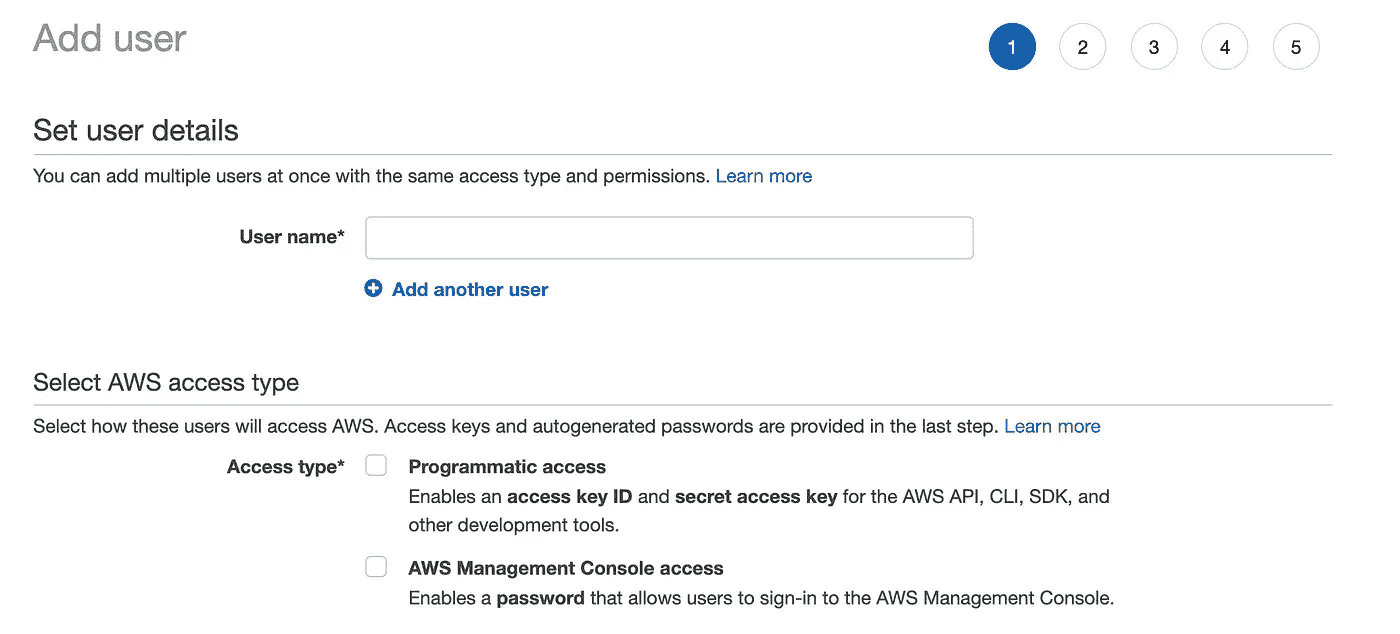 Add user
1 2 3 4 5
Set user details
You can add multiple users at once with the same access type and permissions. Learn more
User name*
Add another user
Select AWS access type
Select how these users will access AWS. Access keys and autogenerated passwords are provided in the last step. Learn more
Access type* Programmatic access
Enables an access key ID and secret access key for the AWS API, CLI, SDK, and
other development tools.
AWS Management Console access
Enables a password that allows users to sign-in to the AWS Management Console.